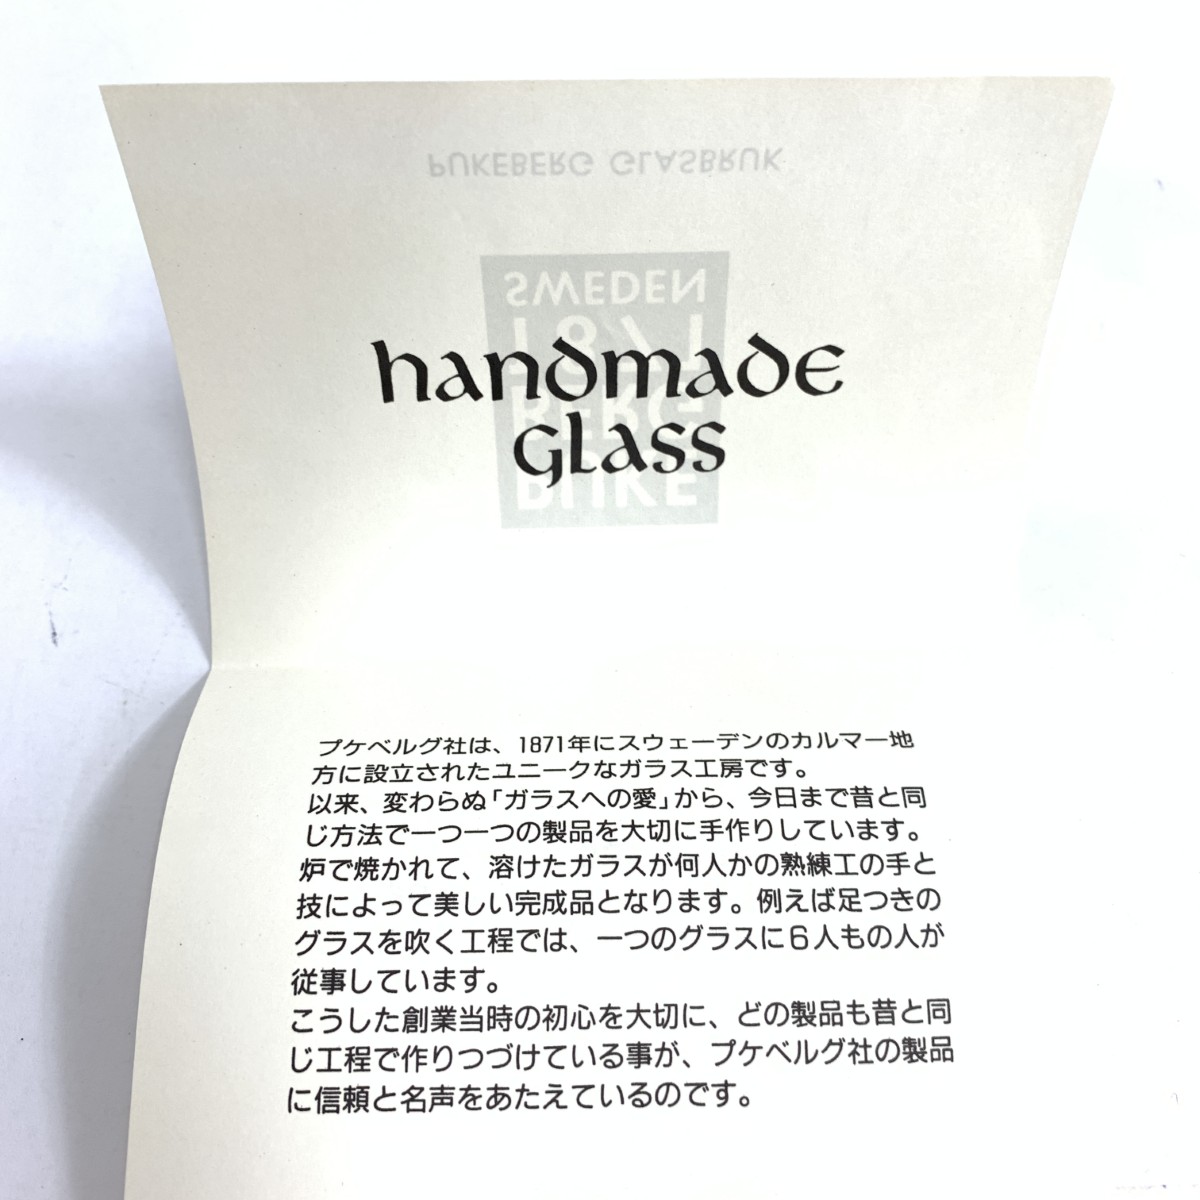 PUKEBERG GLASBRUK
SWEDEN
1871
BERG
PUKE
handmade
glass
プケベルグ社は、1871年にスウェーデンのカルマー地
方に設立されたユニークなガラス工房です。
以来、変わらぬ「ガラスへの愛」から、今日まで昔と同
じ方法で一つ一つの製品を大切に手作りしています。
炉で焼かれて、溶けたガラスが何人かの熟練工の手と
技によって美しい完成品となります。例えば足つきの
グラスを吹く工程では、一つのグラスに6人もの人が
従事しています。
こうした創業当時の初心を大切に、どの製品も昔と同
じ工程で作りつづけている事が、プケベルグ社の製品
に信頼と名声をあたえているのです。